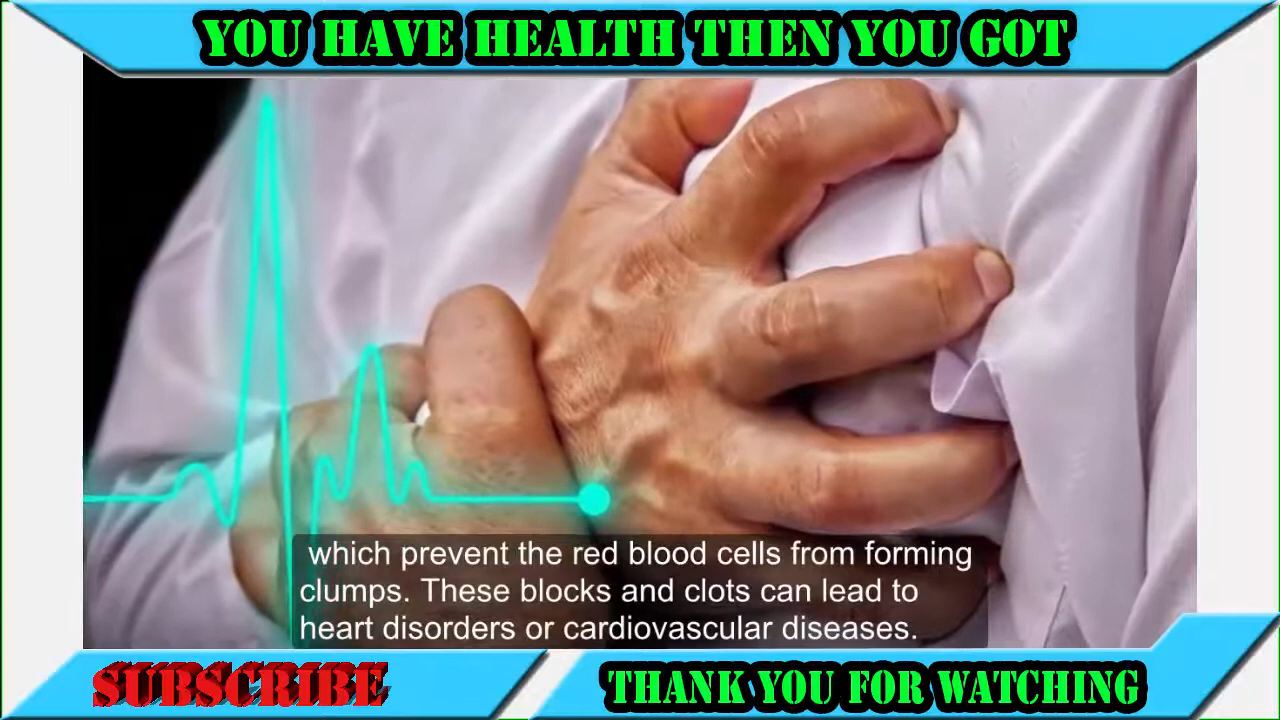 YOU HAVE HEALTH THEN YOU GOT
which prevent the red blood cells from forming
clumps. These blocks and clots can lead to
heart disorders or cardiovascular diseases.
SUBSCRIBE
THANK YOU FOR WATCHING